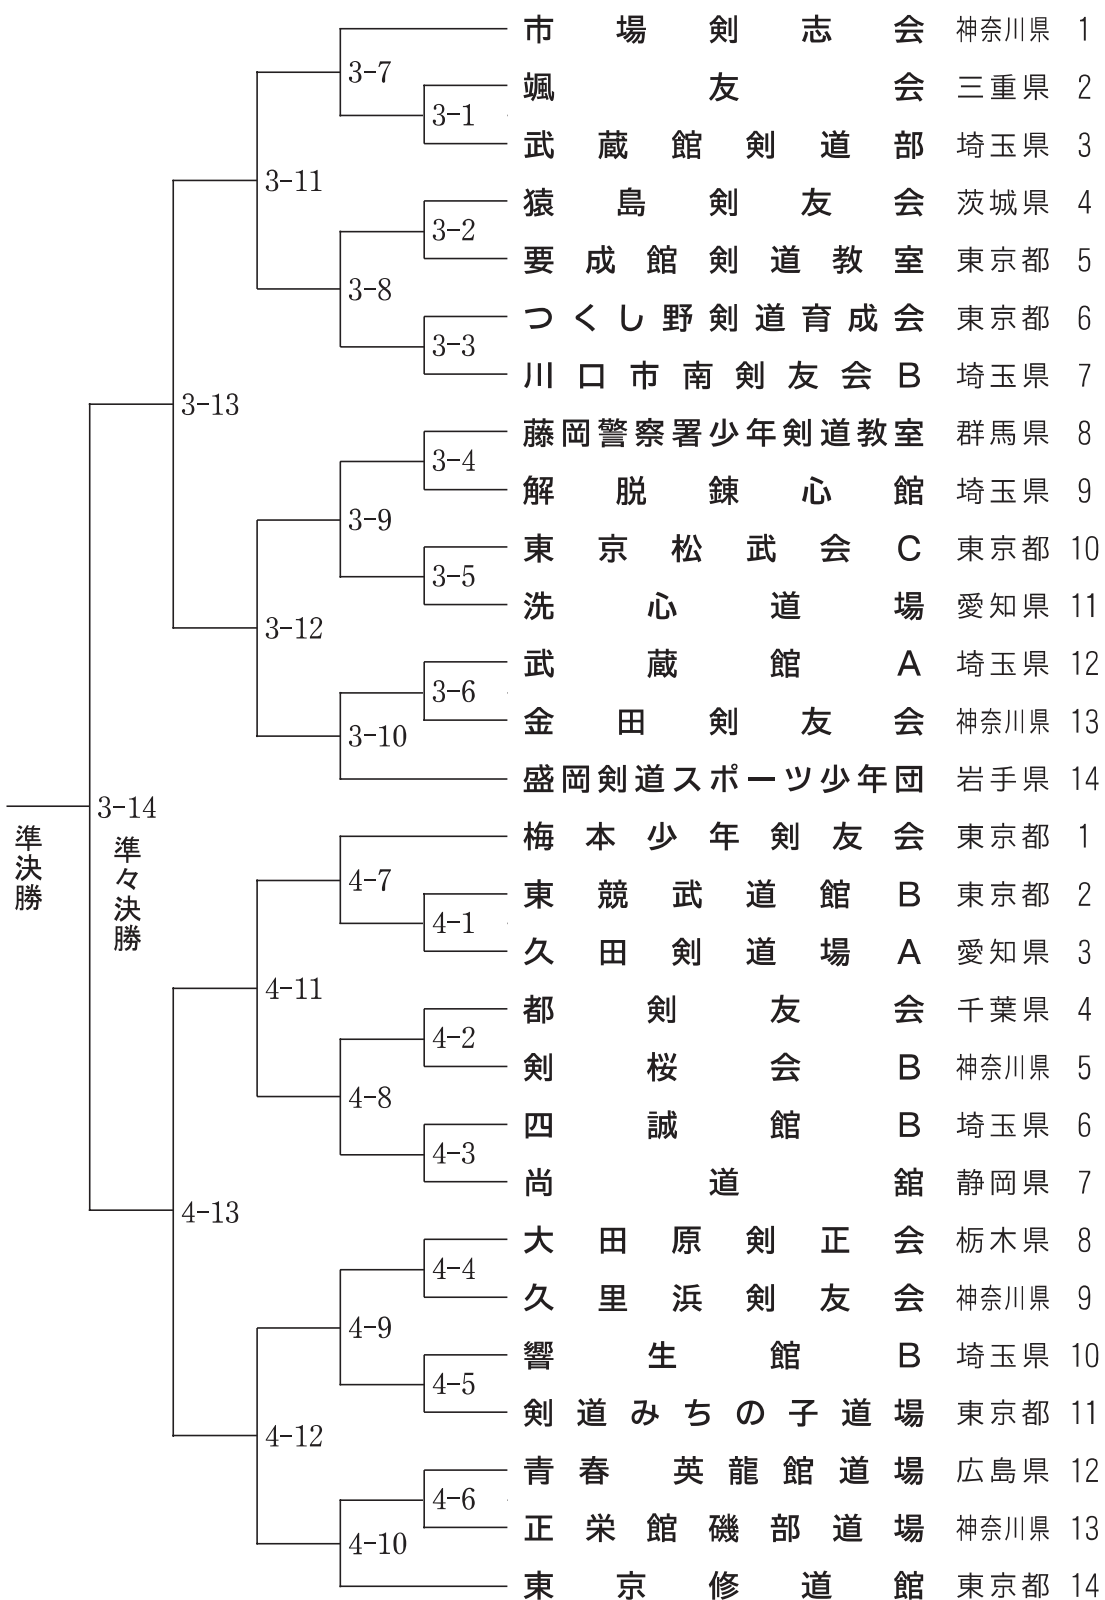 市場剣志会 神奈川県 1
3-7
颯友会 三重県 2
3-1
武蔵館剣道部 埼玉県 3
3-11
猿島剣友会 茨城県 4
3-2
要成館剣道教室 東京都 5
3-8
つくし野剣道育成会 東京都 6
3-3
川口市南剣友会B 埼玉県 7
3-13
藤岡警察署少年剣道教室 群馬県 8
3-4
解脱錬心館 埼玉県 9
3-9
東京松武会C 東京都 10
3-5
洗心道場 愛知県 11
3-12
武蔵館A 埼玉県 12
3-6
金田剣友会 神奈川県 13
3-10
盛岡剣道スポーツ少年団 岩手県 14
3-14
準決勝
準々決勝
梅本少年剣友会 東京都 1
4-7
東競武道館B 東京都 2
4-1
久田剣道場A 愛知県 3
4-11
都剣友会 千葉県 4
4-2
剣桜会B 神奈川県 5
4-8
四誠館B 埼玉県 6
4-3
尚道舘 静岡県 7
4-13
大田原剣正会 栃木県 8
4-4
久里浜剣友会 神奈川県 9
4-9
響生館B 埼玉県 10
4-5
剣道みちの子道場 東京都 11
4-12
青春 英龍館道場 広島県 12
4-6
正栄館磯部道場 神奈川県 13
4-10
東京修道館 東京都 14